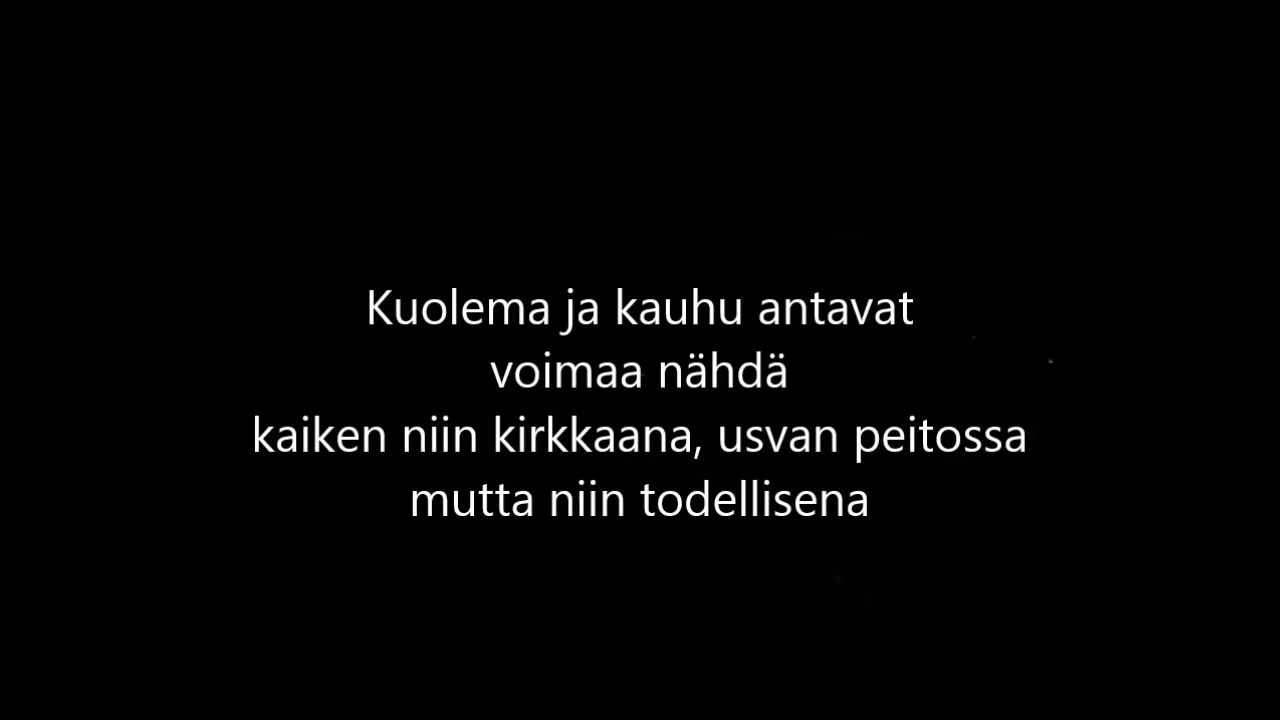 Kuolema ja kauhu antavat
voimaa nähdä
kaiken niin kirkkaana, usvan peitossa
mutta niin todellisena